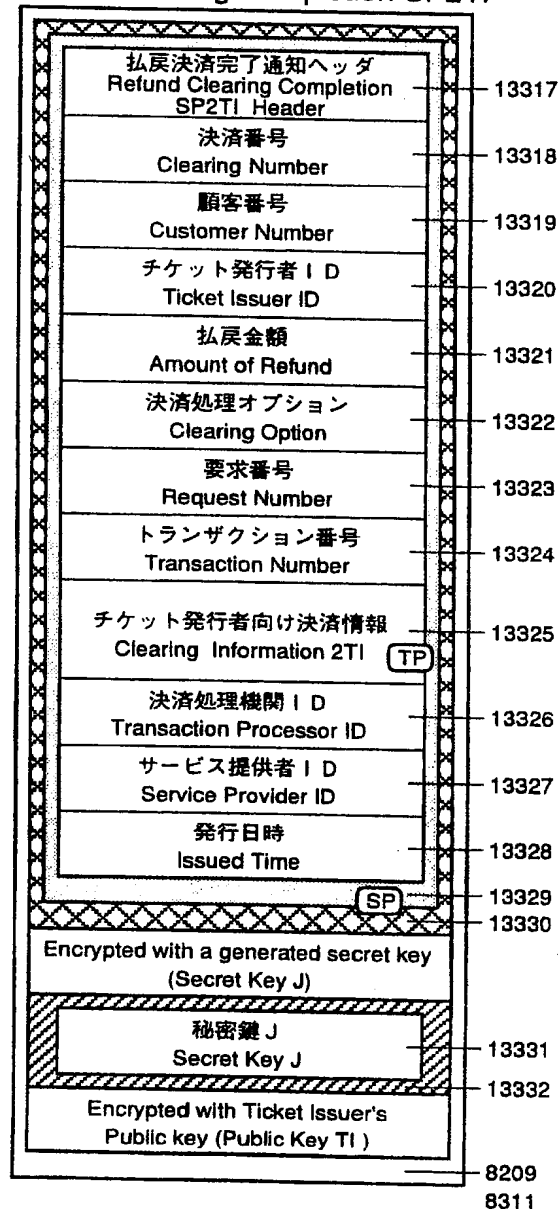 払戻決済完了通知ヘッダ
Refund Clearing Completion
SP2TI Header
13317
決済番号
Clearing Number
13318
顧客番号
Customer Number
13319
チケット発行者ID
Ticket Issuer ID
13320
払戻金額
Amount of Refund
13321
決済処理オプション
Clearing Option
13322
要求番号
Request Number
13323
トランザクション番号
Transaction Number
13324
チケット発行者向け決済情報
Clearing Information 2TI
TP
13325
決済処理機関ID
Transaction Processor ID
13326
サービス提供者ID
Service Provider ID
13327
発行日時
Issued Time
13328
SP
13329
13330
Encrypted with a generated secret key
(Secret Key J)
秘密鍵J
Secret Key J
13331
13332
Encrypted with Ticket Issuer's
Public key (Public Key TI )
8209
8311